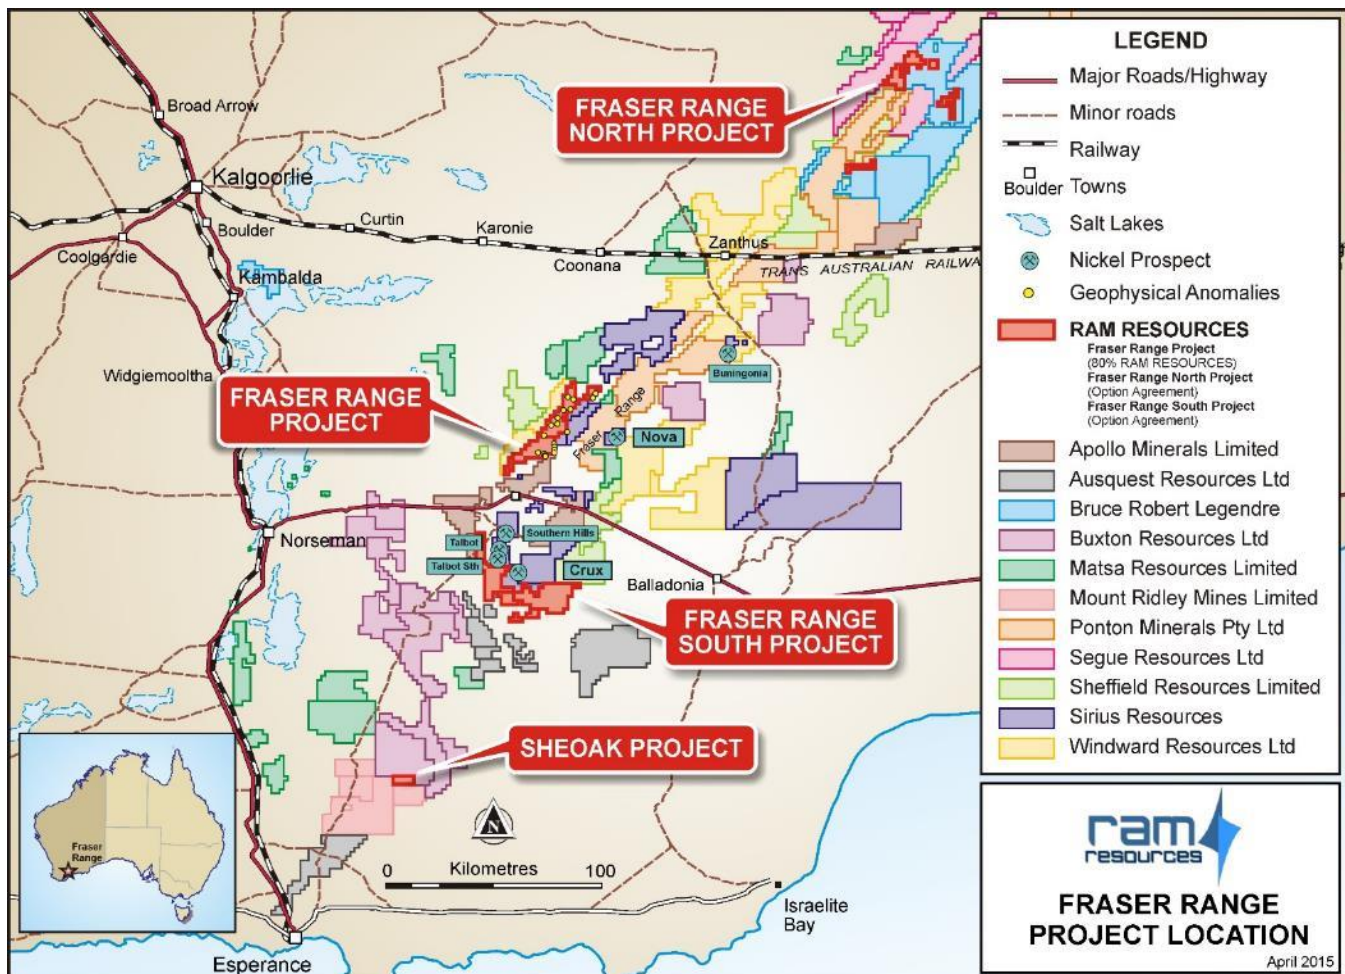 FRASER RANGE
NORTH PROJECT
Broad Arrow
Kalgoorlie
Boulder
Curtin
Karonie
Coonana
Zanthus
TRANS AUSTRALIAN RAILWA
Coolgardie
Kambalda
Widgiemooltha
Buningonia
FRASER RANGE
PROJECT
Fraser Range
Nova
Norseman
Talbot
Southern Hills
Talbot Sth
Crux
Balladonia
FRASER RANGE
SOUTH PROJECT
SHEOAK PROJECT
Fraser
Range
N
Kilometres
0 100
Israelite
Bay
Esperance
LEGEND
Major Roads/Highway
Minor roads
Railway
Boulder Towns
Salt Lakes
Nickel Prospect
Geophysical Anomalies
RAM RESOURCES
Fraser Range Project
(80% RAM RESOURCES)
Fraser Range North Project
(Option Agreement)
Fraser Range South Project
(Option Agreement)
Apollo Minerals Limited
Ausquest Resources Ltd
Bruce Robert Legendre
Buxton Resources Ltd
Matsa Resources Limited
Mount Ridley Mines Limited
Ponton Minerals Pty Ltd
Segue Resources Ltd
Sheffield Resources Limited
Sirius Resources
Windward Resources Ltd
ram
resources
FRASER RANGE
PROJECT LOCATION
April 2015